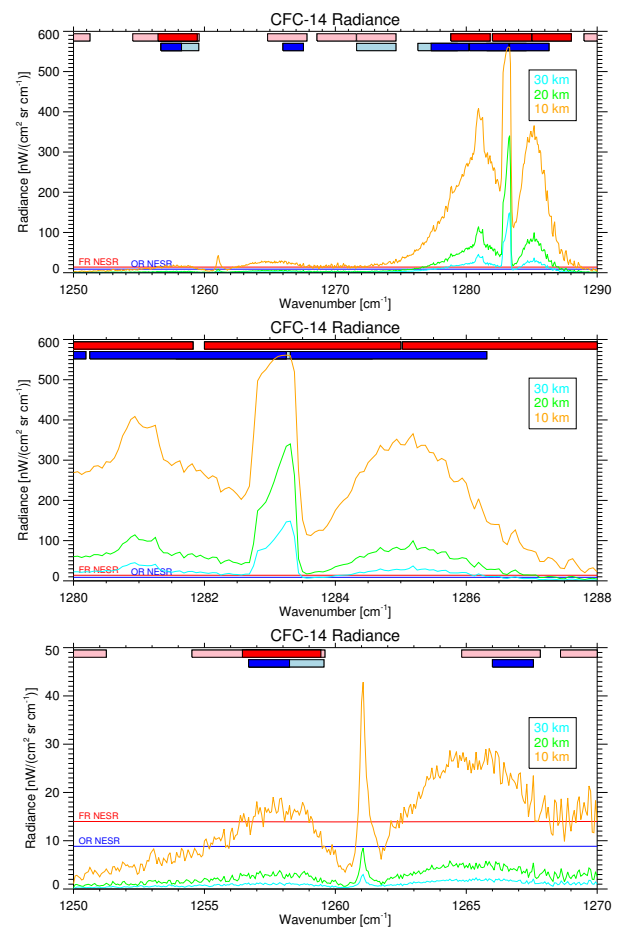 CFC-14 Radiance
600
500
400
300
200
100
0
Radiance [nW/(cm² sr cm⁻¹)]
30 km
20 km
10 km
FR NESR
OR NESR
1250 1260 1270 1280 1290
Wavenumber [cm⁻¹]
CFC-14 Radiance
600
500
400
300
200
100
0
Radiance [nW/(cm² sr cm⁻¹)]
30 km
20 km
10 km
FR NESR
OR NESR
1280 1282 1284 1286 1288
Wavenumber [cm⁻¹]
CFC-14 Radiance
50
40
30
20
10
0
Radiance [nW/(cm² sr cm⁻¹)]
30 km
20 km
10 km
FR NESR
OR NESR
1250 1255 1260 1265 1270
Wavenumber [cm⁻¹]